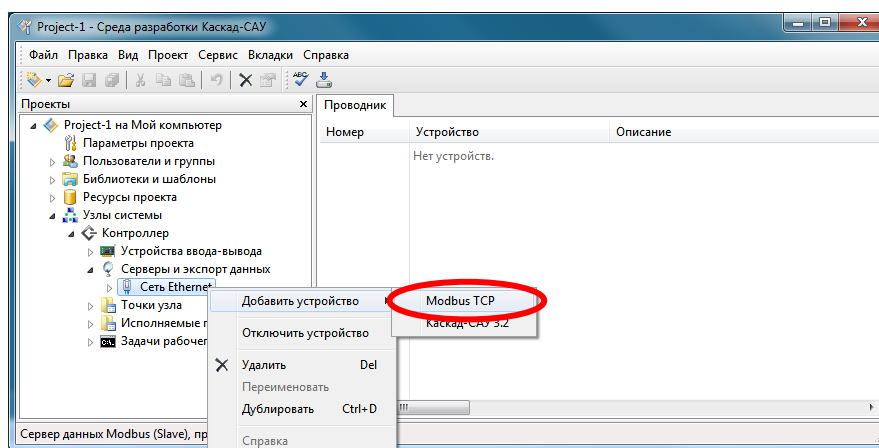 Project-1 - Среда разработки Каскад-САУ
Файл Правка Вид Проект Сервис Вкладки Справка
ABC
Проекты
Проводник
Номер Устройство Описание
Нет устройств.
Project-1 на Мой компьютер
Параметры проекта
Пользователи и группы
Библиотеки и шаблоны
Ресурсы проекта
Узлы системы
Контроллер
Устройства ввода-вывода
Серверы и экспорт данных
Сеть Ethernet
Точки узла
Исполняемые
Задачи
Добавить устройство
Отключить устройство
Удалить Del
Переименовать
Дублировать Ctrl+D
Справка
Modbus TCP
Каскад-САУ 3.2
Сервер данных Modbus (Slave),